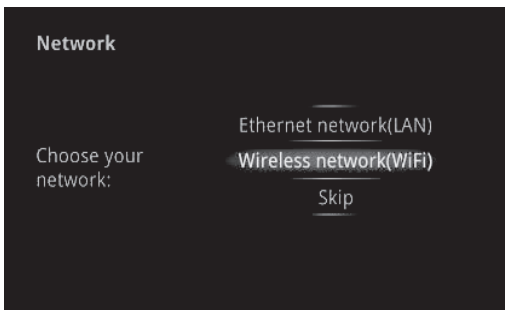 Network
Ethernet network(LAN)
Choose your
network:
Wireless network(WiFi)
Skip